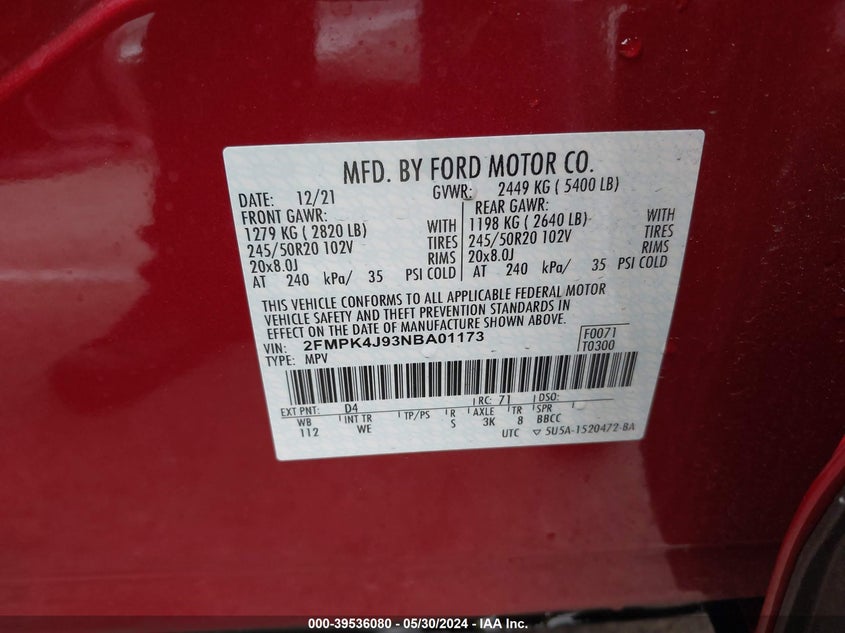 MFD. BY FORD MOTOR CO.
DATE: 12/21 GVWR: 2449 KG ( 5400 LB)
FRONT GAWR: REAR GAWR:
1279 KG ( 2820 LB) WITH 1198 KG ( 2640 LB) WITH
245/50R20 102V TIRES 245/50R20 102V TIRES
20x8.0J RIMS 20x8.0J RIMS
AT 240 kPa/ 35 PSI COLD AT 240 kPa/ 35 PSI COLD
THIS VEHICLE CONFORMS TO ALL APPLICABLE FEDERAL MOTOR
VEHICLE SAFETY AND THEFT PREVENTION STANDARDS IN
EFFECT ON THE DATE OF MANUFACTURE SHOWN ABOVE.
VIN: 2FMPK4J93NBA01173 F0071
TYPE: MPV T0300
EXT PNT: D4 RC: 71 DSO:
WB INT TR TP/PS R AXLE TR SPR
112 WE S 3K 8 BBCC
UTC ▽ 5U5A-1520472-BA
000-39536080 - 05/30/2024 - IAA Inc.